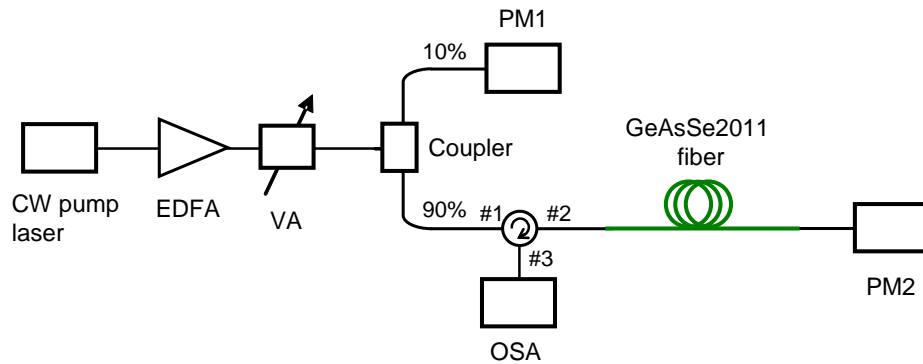 PM1
10%
GeAsSe2011
fiber
Coupler
CW pump
laser
EDFA
VA
90%
#1
#2
#3
PM2
OSA